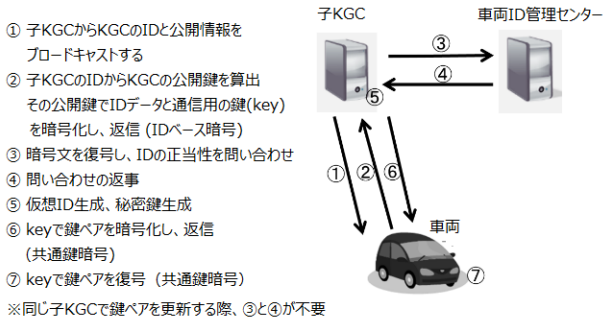 ① 子KGCからKGCのIDと公開情報を
ブロードキャストする
② 子KGCのIDからKGCの公開鍵を算出
その公開鍵でIDデータと通信用の鍵(key)
を暗号化し、返信 (IDベース暗号)
③ 暗号文を復号し、IDの正当性を問い合わせ
④ 問い合わせの返事
⑤ 仮想ID生成、秘密鍵生成
⑥ keyで鍵ペアを暗号化し、返信
(共通鍵暗号)
⑦ keyで鍵ペアを復号 (共通鍵暗号)
※同じ子KGCで鍵ペアを更新する際、③と④が不要
子KGC
車両ID管理センター
③
④
⑤
①
②
⑥
車両
⑦